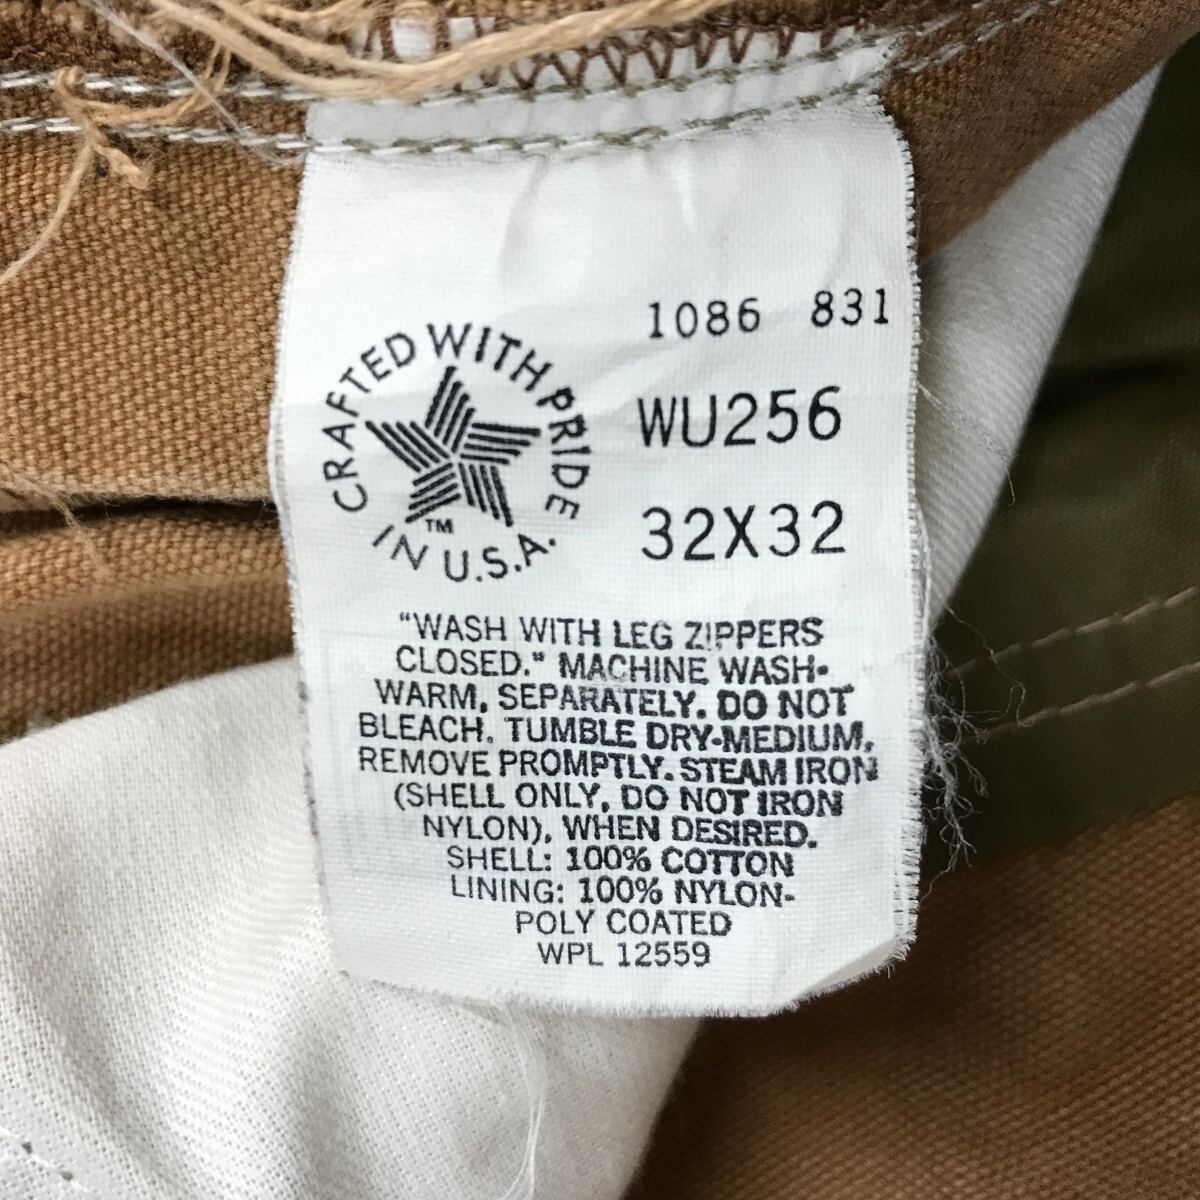 1086 831
CRAFTED WITH PRIDE
IN U.S.A.
TM
WU256
32X32
"WASH WITH LEG ZIPPERS
CLOSED." MACHINE WASH-
WARM, SEPARATELY. DO NOT
BLEACH. TUMBLE DRY-MEDIUM,
REMOVE PROMPTLY. STEAM IRON
(SHELL ONLY, DO NOT IRON
NYLON), WHEN DESIRED.
SHELL: 100% COTTON
LINING: 100% NYLON-
POLY COATED
WPL 12559